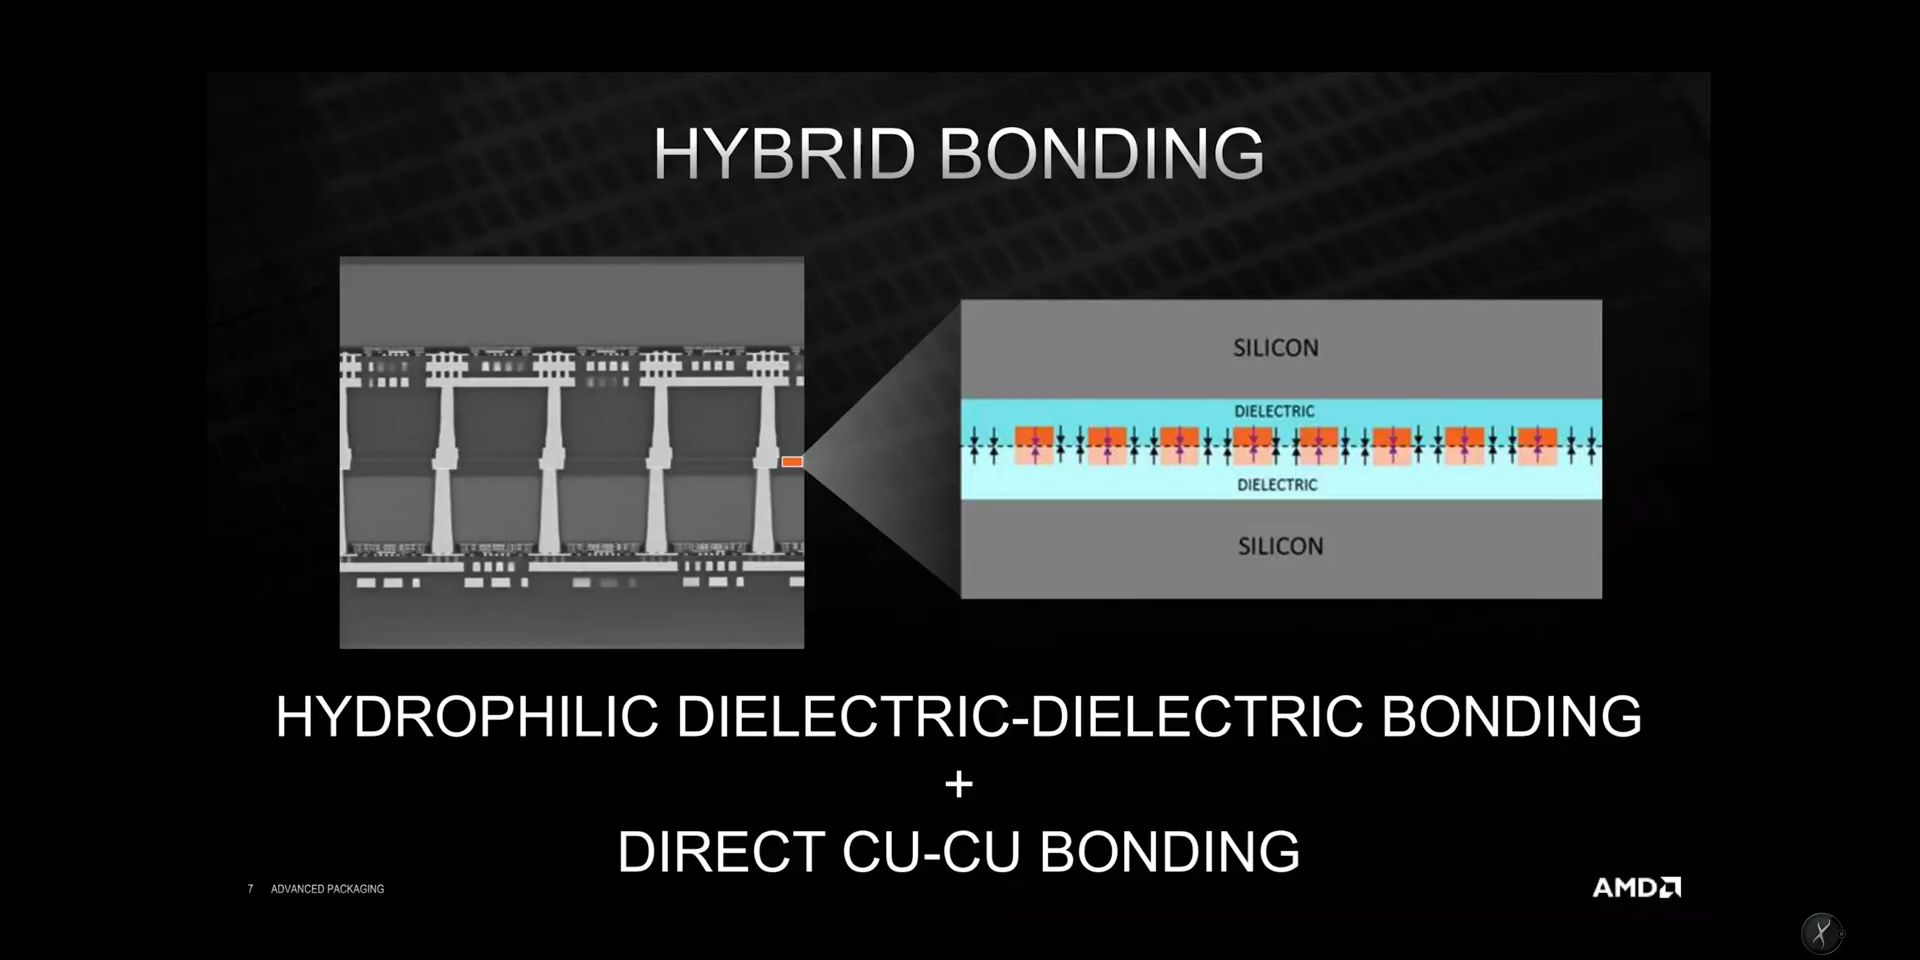 HYBRID BONDING
SILICON
DIELECTRIC
DIELECTRIC
SILICON
HYDROPHILIC DIELECTRIC-DIELECTRIC BONDING
+
DIRECT CU-CU BONDING
7 ADVANCED PACKAGING
AMD